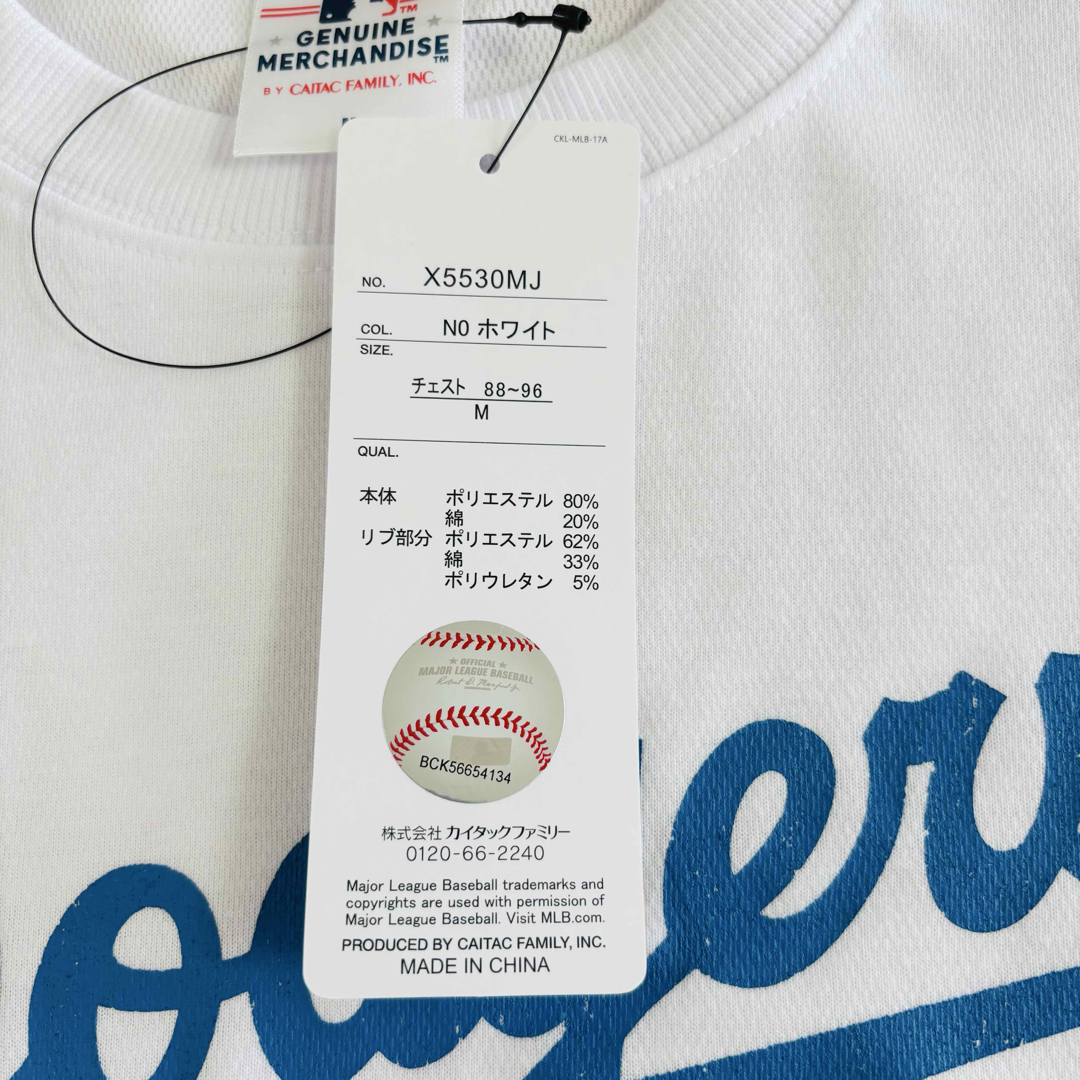 GENUINE
MERCHANDISE™
BY CAITAC FAMILY, INC.
CKL-MLB-17A
NO. X5530MJ
COL. N0 ホワイト
SIZE.
チェスト 88~96
M
QUAL.
本体 ポリエステル 80%
綿 20%
リブ部分 ポリエステル 62%
綿 33%
ポリウレタン 5%
OFFICIAL
MAJOR LEAGUE BASEBALL
BCK56654134
株式会社 カイタックファミリー
0120-66-2240
Major League Baseball trademarks and
copyrights are used with permission of
Major League Baseball. Visit MLB.com.
PRODUCED BY CAITAC FAMILY, INC.
MADE IN CHINA